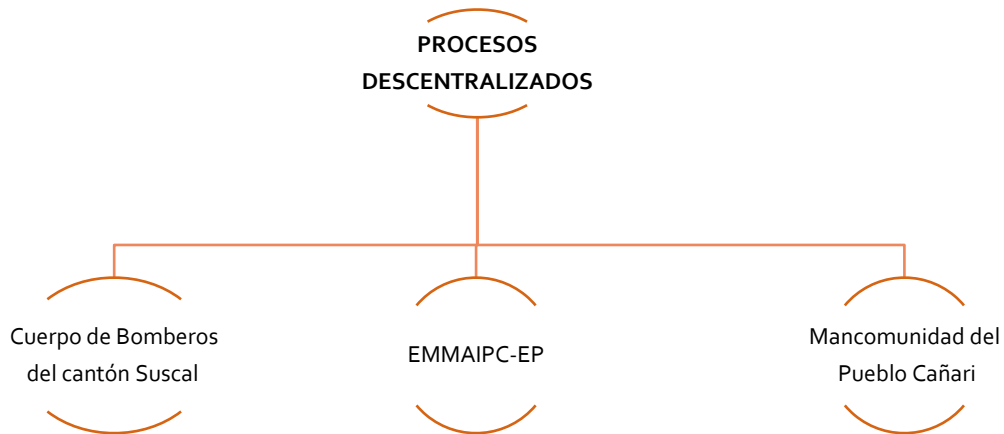 PROCESOS
DESCENTRALIZADOS
Cuerpo de Bomberos
del cantón Suscal
EMMAIPC-EP
Mancomunidad del
Pueblo Cañari